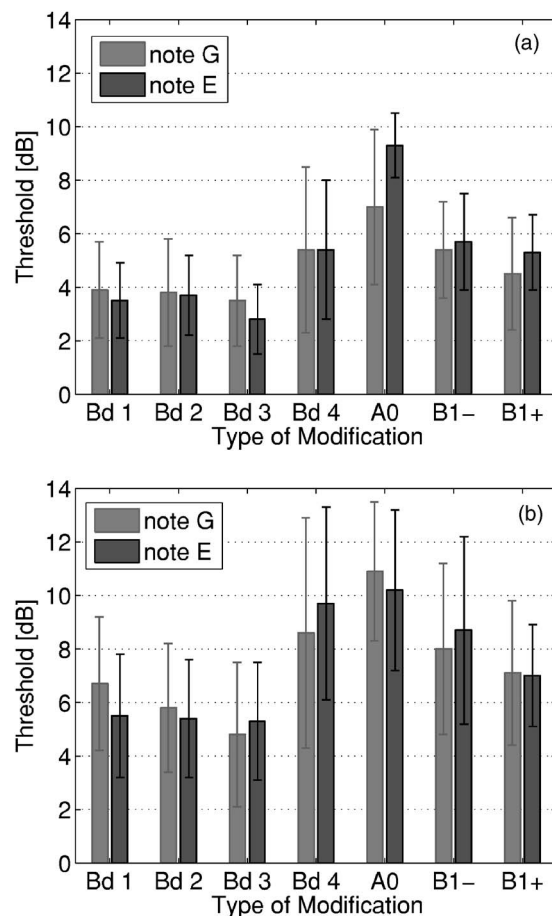 14
(a)
note G
note E
12
10
8
6
4
2
0
Threshold [dB]
Bd 1 Bd 2 Bd 3 Bd 4 A0 B1− B1+
Type of Modification
14
(b)
note G
note E
12
10
8
6
4
2
0
Threshold [dB]
Bd 1 Bd 2 Bd 3 Bd 4 A0 B1− B1+
Type of Modification